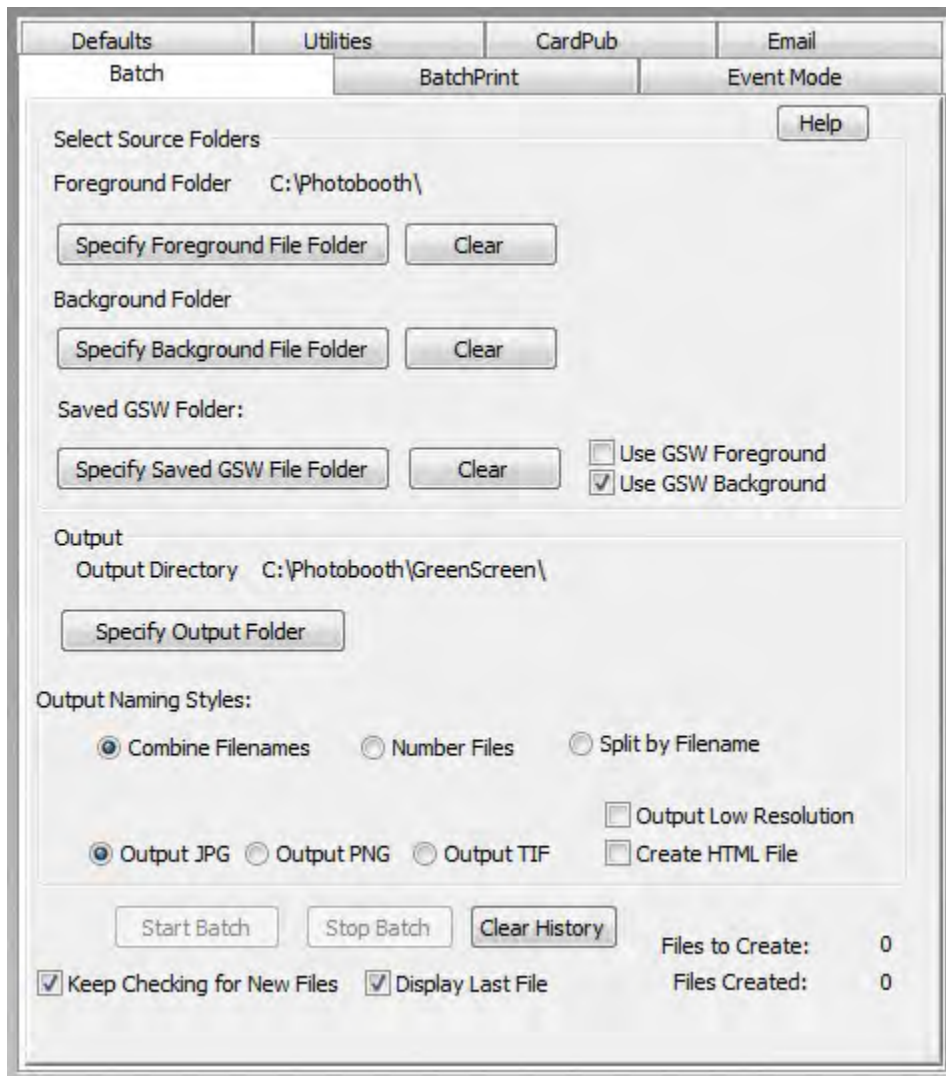 Defaults Utilities CardPub Email
Batch BatchPrint Event Mode
Help
Select Source Folders
Foreground Folder C:\Photobooth\
Specify Foreground File Folder Clear
Background Folder
Specify Background File Folder Clear
Saved GSW Folder:
Specify Saved GSW File Folder Clear
Use GSW Foreground
Use GSW Background
Output
Output Directory C:\Photobooth\GreenScreen\
Specify Output Folder
Output Naming Styles:
Combine Filenames Number Files Split by Filename
Output Low Resolution
Output JPG Output PNG Output TIF Create HTML File
Start Batch Stop Batch Clear History
Files to Create: 0
Keep Checking for New Files Display Last File Files Created: 0